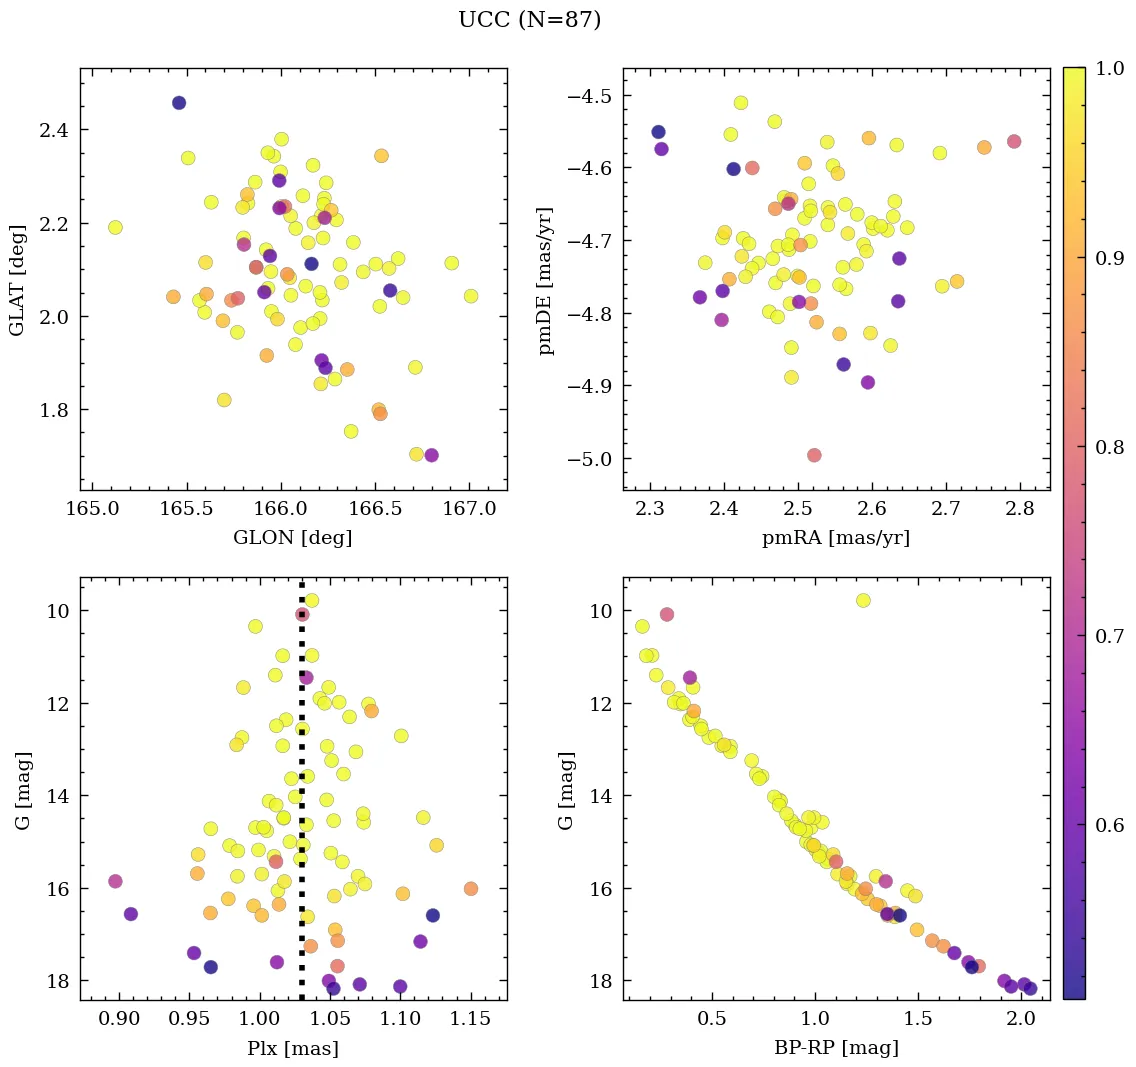 UCC (N=87)
2.4
2.2
2.0
1.8
GLAT [deg]
165.0 165.5 166.0 166.5 167.0
GLON [deg]
−4.5
−4.6
−4.7
−4.8
−4.9
−5.0
pmDE [mas/yr]
2.3 2.4 2.5 2.6 2.7 2.8
pmRA [mas/yr]
10
12
14
16
18
G [mag]
0.90 0.95 1.00 1.05 1.10 1.15
Plx [mas]
10
12
14
16
18
G [mag]
0.5 1.0 1.5 2.0
BP-RP [mag]
1.0
0.9
0.8
0.7
0.6